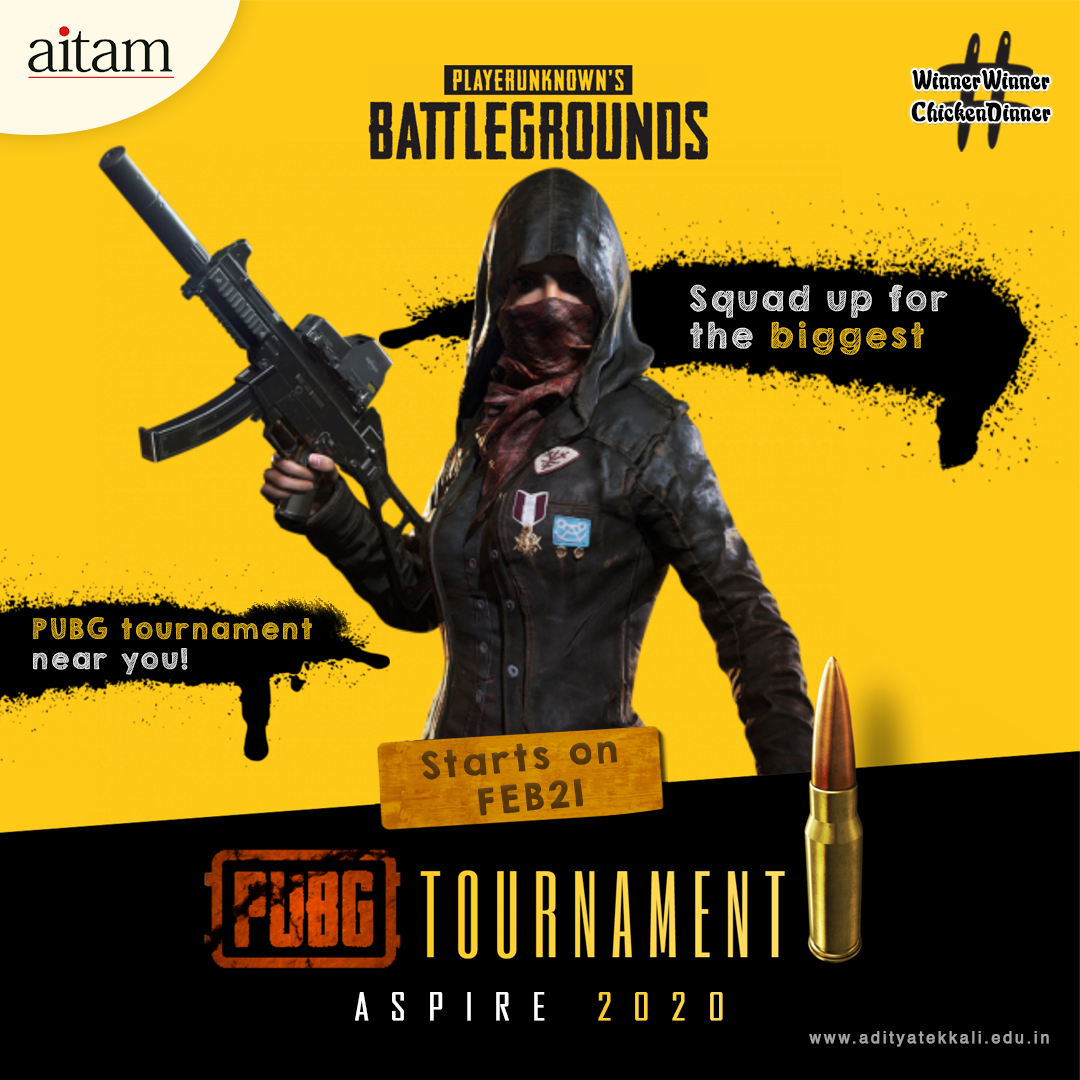 aitam
PLAYERUNKNOWN'S
BATTLEGROUNDS
#
WinnerWinner
ChickenDinner
Squad up for
the biggest
PUBG tournament
near you!
Starts on
FEB21
PUBG TOURNAMENT
ASPIRE 2020
www.adityatekkali.edu.in